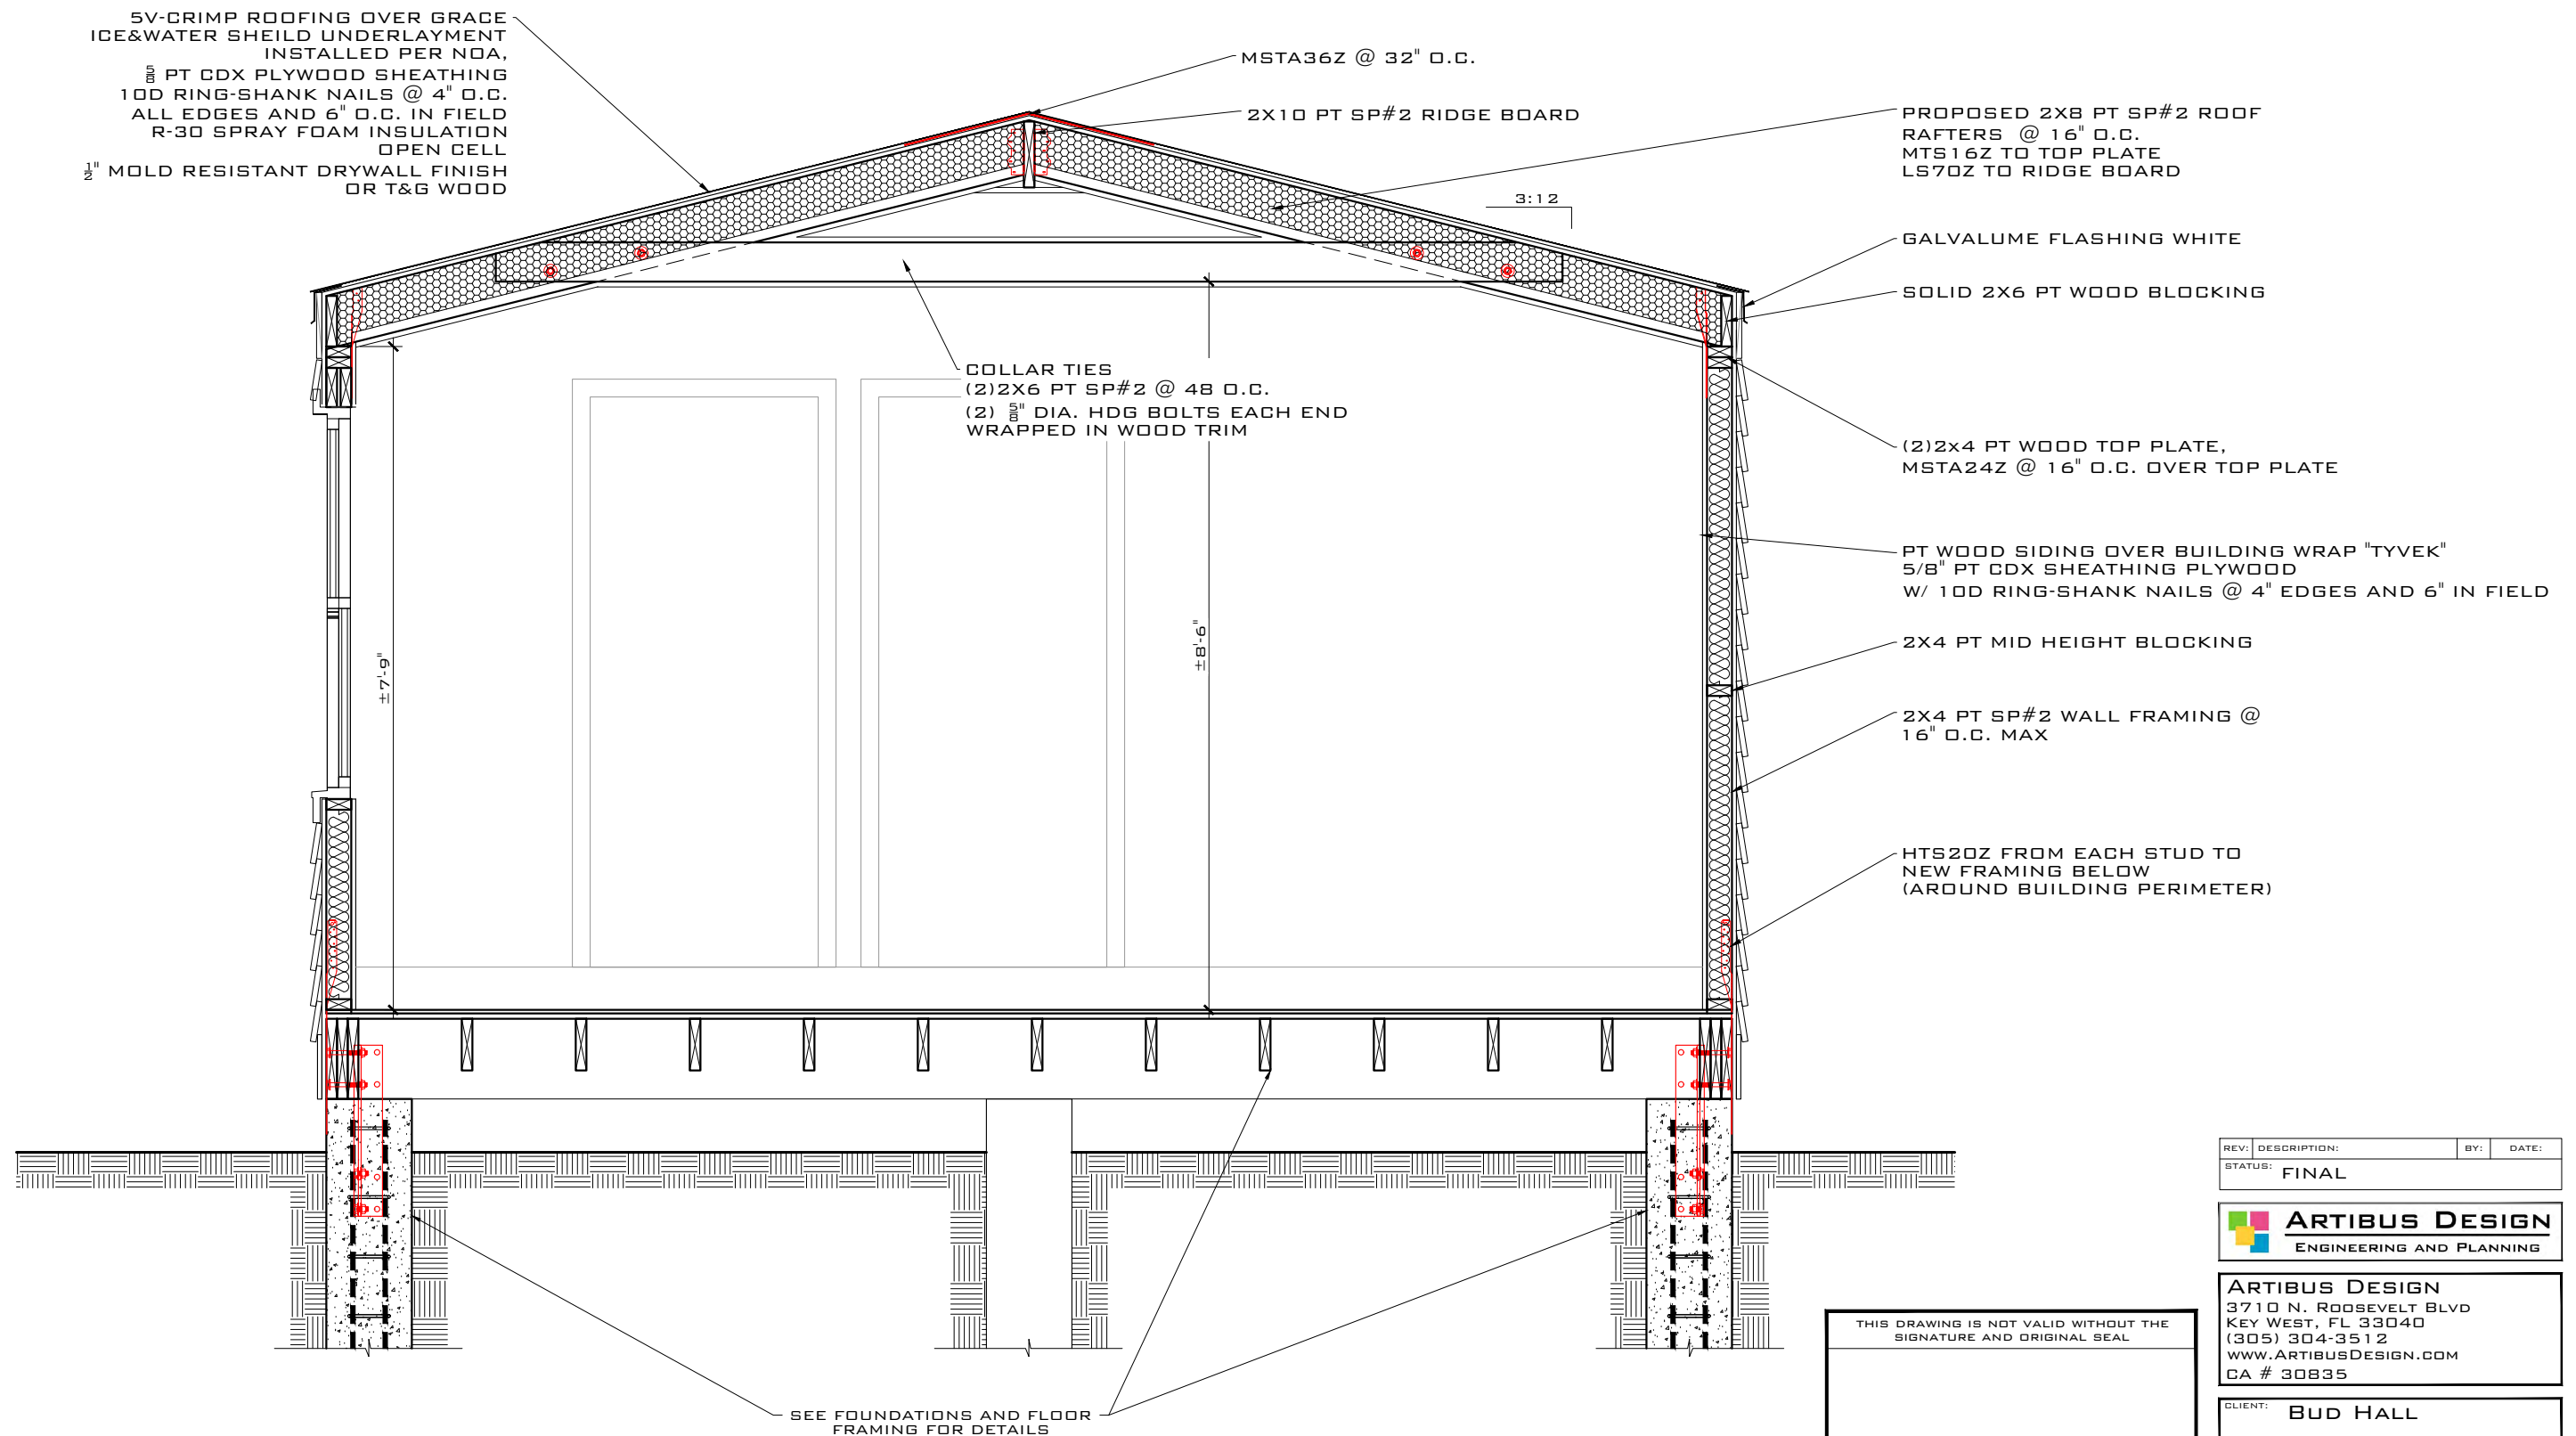 5V-CRIMP ROOFING OVER GRACE
ICE&WATER SHEILD UNDERLAYMENT
INSTALLED PER NOA,
5/8" PT CDX PLYWOOD SHEATHING
10D RING-SHANK NAILS @ 4" O.C.
ALL EDGES AND 6" O.C. IN FIELD
R-30 SPRAY FOAM INSULATION
OPEN CELL
1/2" MOLD RESISTANT DRYWALL FINISH
OR T&G WOOD
MSTA36Z @ 32" O.C.
2X10 PT SP#2 RIDGE BOARD
PROPOSED 2X8 PT SP#2 ROOF
RAFTERS @ 16" O.C.
MTS16Z TO TOP PLATE
LS70Z TO RIDGE BOARD
3:12
GALVALUME FLASHING WHITE
SOLID 2X6 PT WOOD BLOCKING
COLLAR TIES
(2)2X6 PT SP#2 @ 48 O.C.
(2) 5/8" DIA. HDG BOLTS EACH END
WRAPPED IN WOOD TRIM
(2)2x4 PT WOOD TOP PLATE,
MSTA24Z @ 16" O.C. OVER TOP PLATE
PT WOOD SIDING OVER BUILDING WRAP "TYVEK"
5/8" PT CDX SHEATHING PLYWOOD
W/ 10D RING-SHANK NAILS @ 4" EDGES AND 6" IN FIELD
±7'-9"
±8'-6"
2X4 PT MID HEIGHT BLOCKING
2X4 PT SP#2 WALL FRAMING @
16" O.C. MAX
HTS20Z FROM EACH STUD TO
NEW FRAMING BELOW
(AROUND BUILDING PERIMETER)
SEE FOUNDATIONS AND FLOOR
FRAMING FOR DETAILS
THIS DRAWING IS NOT VALID WITHOUT THE
SIGNATURE AND ORIGINAL SEAL
REV: DESCRIPTION: BY: DATE:
STATUS: FINAL
ARTIBUS DESIGN
ENGINEERING AND PLANNING
ARTIBUS DESIGN
3710 N. ROOSEVELT BLVD
KEY WEST, FL 33040
(305) 304-3512
WWW.ARTIBUSDESIGN.COM
CA # 30835
CLIENT: BUD HALL